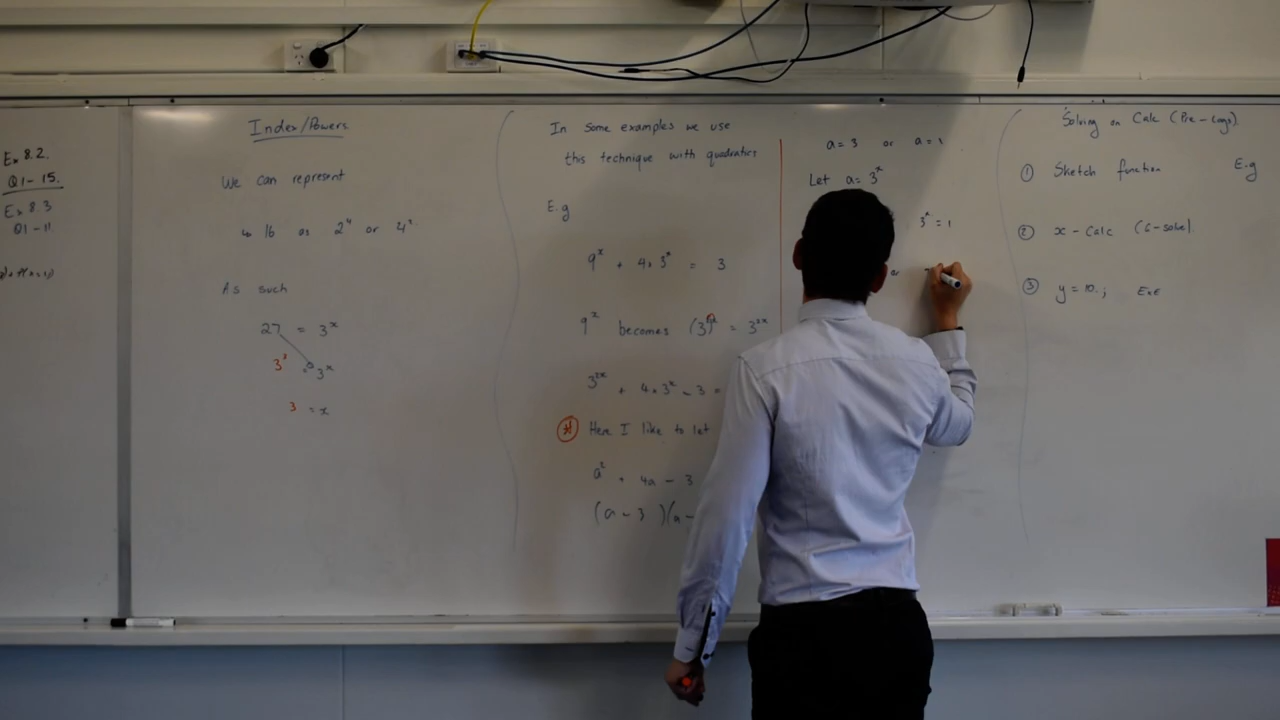 Ex 8.2.
Q1-15.
Ex 8.3
Q1-11
Index/Powers
We can represent
16 as 2⁴ or 4².
As such
27 = 3ˣ
3³ = 3ˣ
3 = x
In some examples we use
this technique with quadratics
E.g
9ˣ + 4×3ˣ = 3
9ˣ becomes (3)²ˣ = 3²ˣ
3²ˣ + 4×3ˣ - 3 =
Here I like to let
a² + 4a - 3
(a - 3)(a -
a = 3 or a = 1
Let a = 3ˣ
3ˣ = 1
or
Solving on Calc (Pre-Logs).
① Sketch function E.g
② x-Calc (G-solve).
③ y = 10.; EXE